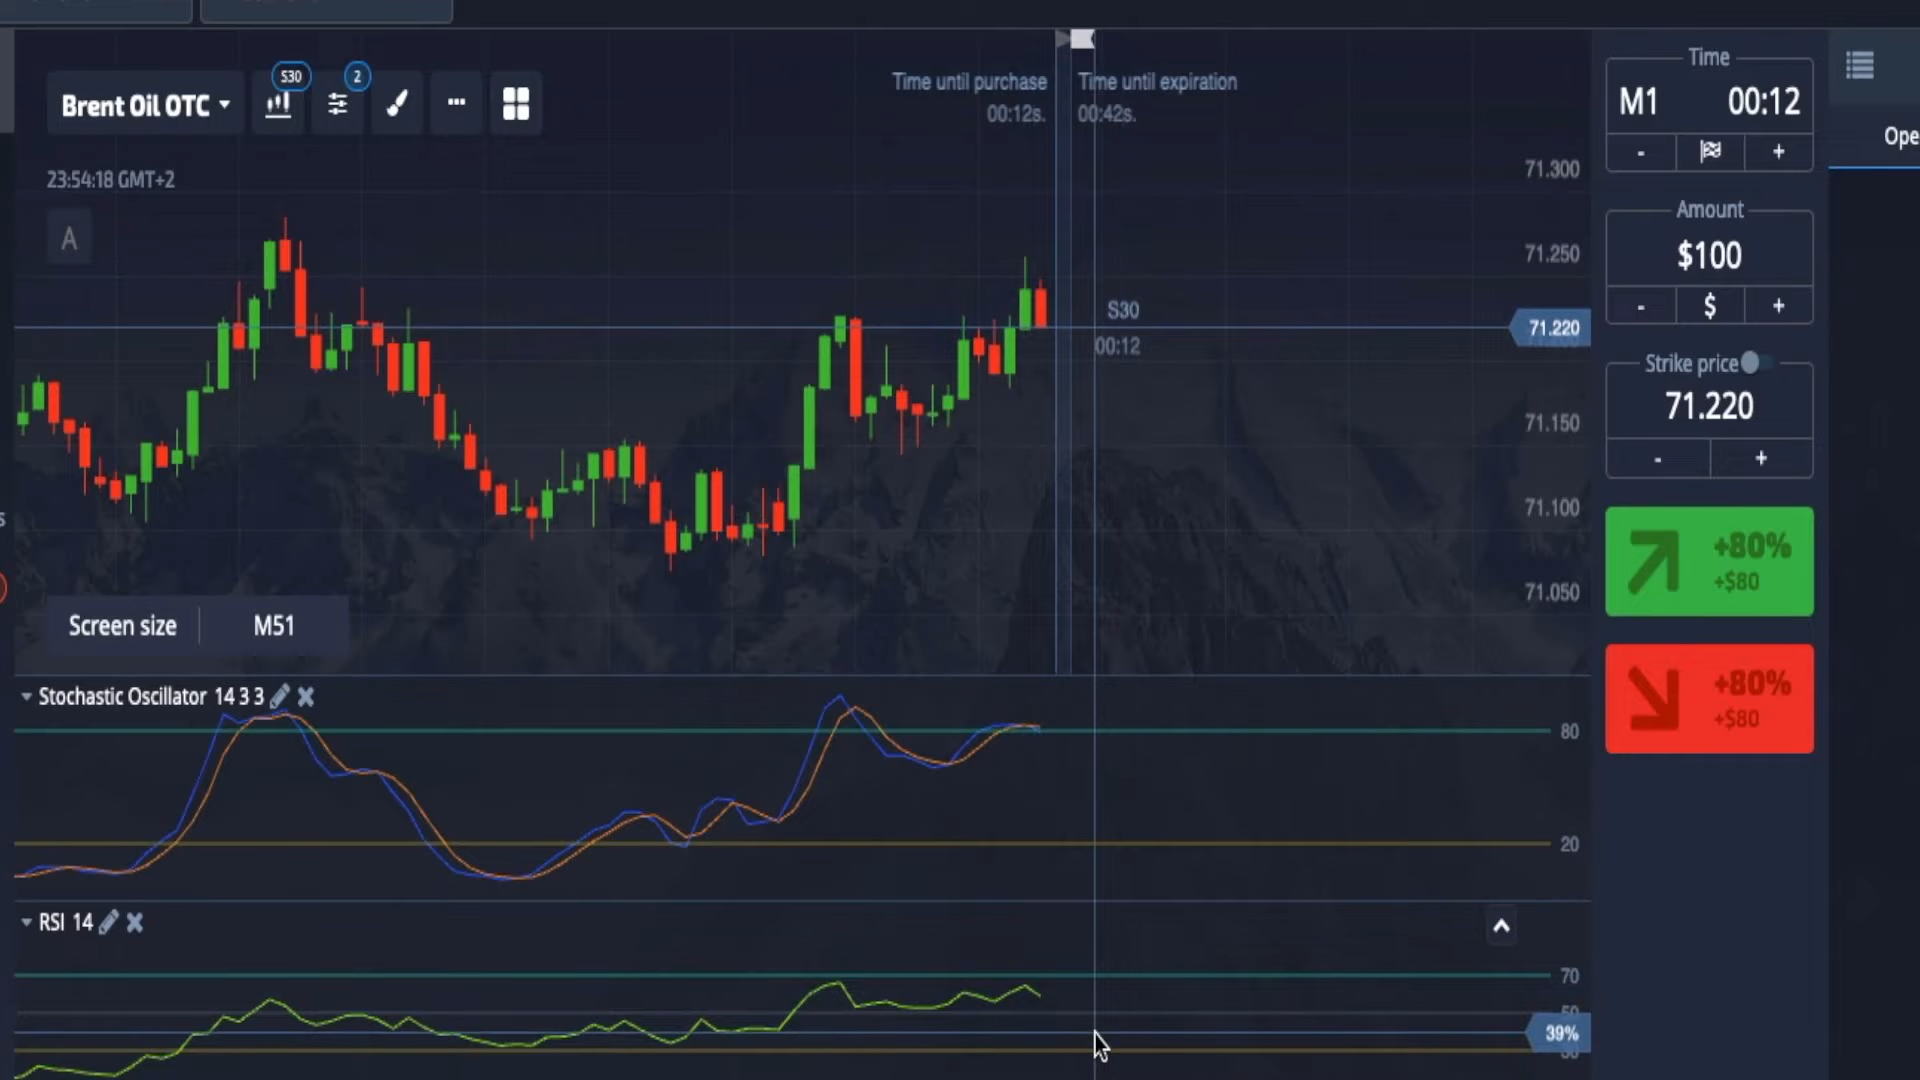 Brent Oil OTC
S30
2
23:54:18 GMT+2
A
Time until purchase
00:12s.
Time until expiration
00:42s.
71.300
71.250
71.220
71.150
71.100
71.050
S30
00:12
Screen size
M51
Stochastic Oscillator 14 3 3
80
20
RSI 14
70
39%
Time
M1 00:12
- +
Amount
$100
- $ +
Strike price
71.220
- +
+80%
+$80
+80%
+$80